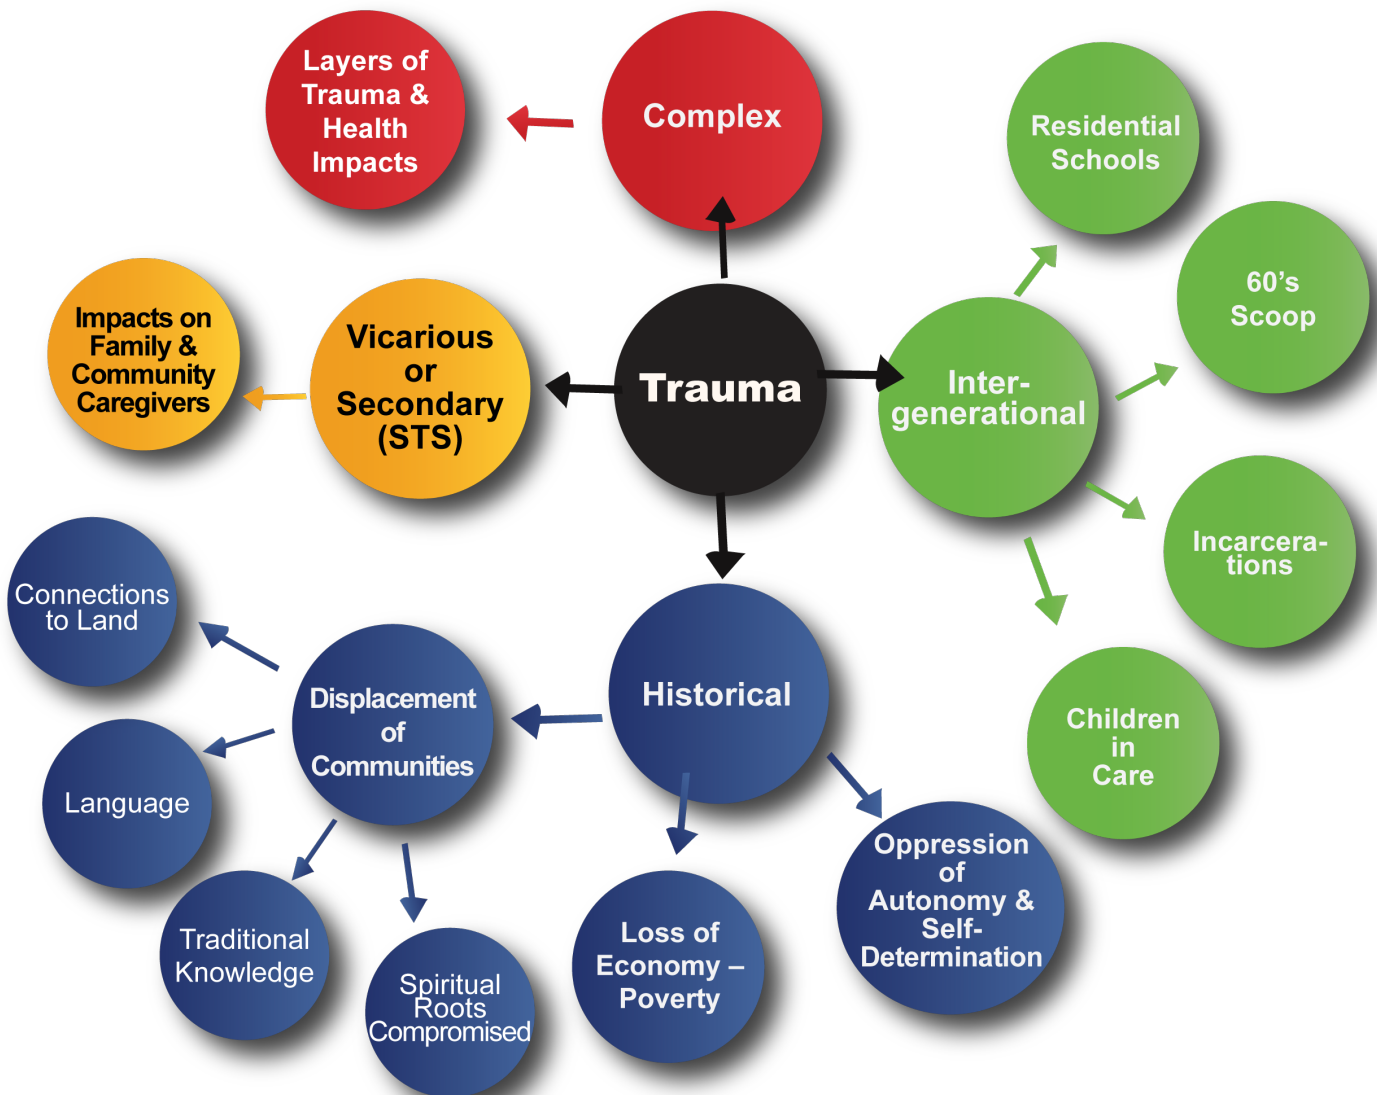 Layers of
Trauma &
Health
Impacts
Complex
Residential
Schools
60’s
Scoop
Impacts on
Family &
Community
Caregivers
Vicarious
or
Secondary
(STS)
Trauma
Inter-
generational
Incarcera-
tions
Children
in
Care
Historical
Displacement
of
Communities
Connections
to Land
Language
Traditional
Knowledge
Spiritual
Roots
Compromised
Loss of
Economy –
Poverty
Oppression
of
Autonomy &
Self-
Determination